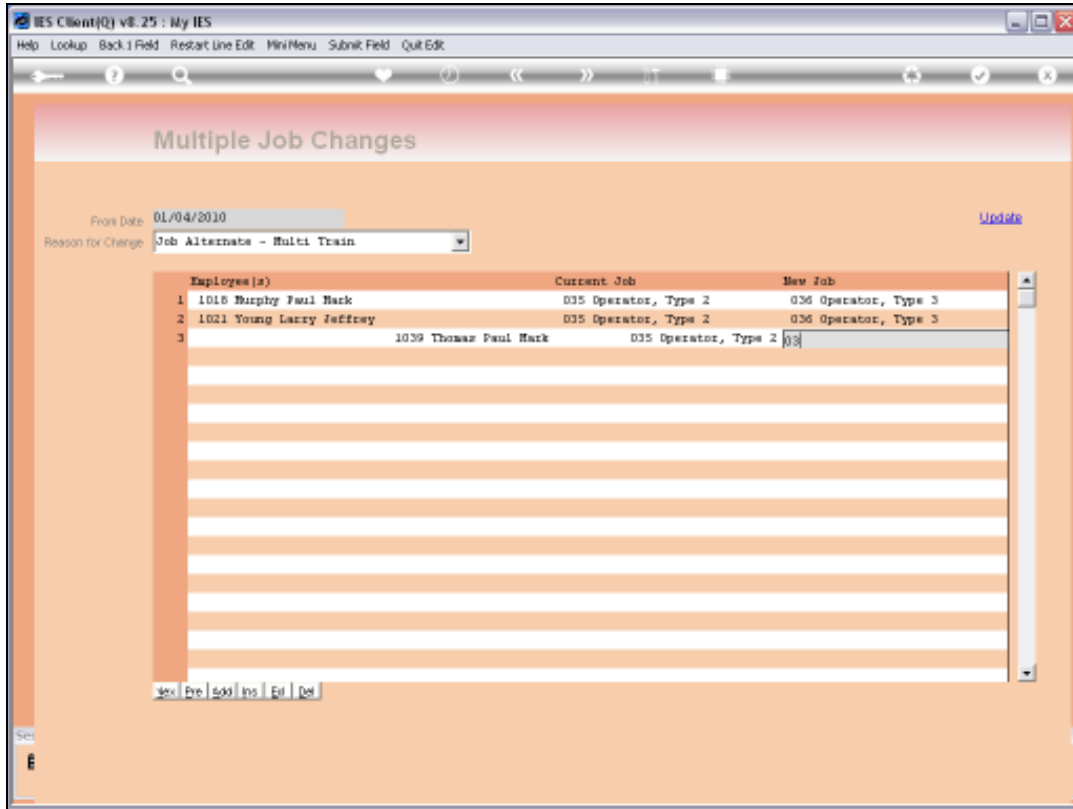 IES Client(Q) v8.25 : My IES
Help Lookup Back 1 Field Restart Line Edit MiniMenu Submit Field Quit Edit
Multiple Job Changes
From Date 01/04/2010 Update
Reason for Change Job Alternate - Multi Train
Employee(s) Current Job New Job
1 1018 Murphy Paul Mark 035 Operator, Type 2 036 Operator, Type 3
2 1021 Young Larry Jeffrey 035 Operator, Type 2 036 Operator, Type 3
3 1039 Thomas Paul Mark 035 Operator, Type 2 03
Nex Pre Add Ins Edi Del